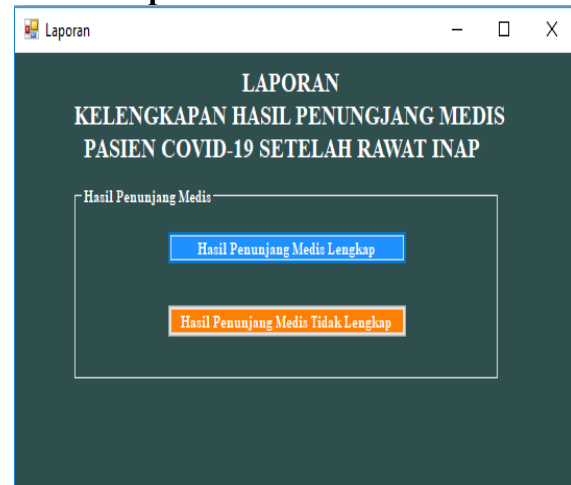 Laporan
LAPORAN
KELENGKAPAN HASIL PENUNGJANG MEDIS
PASIEN COVID-19 SETELAH RAWAT INAP
Hasil Penunjang Medis
Hasil Penunjang Medis Lengkap
Hasil Penunjang Medis Tidak Lengkap